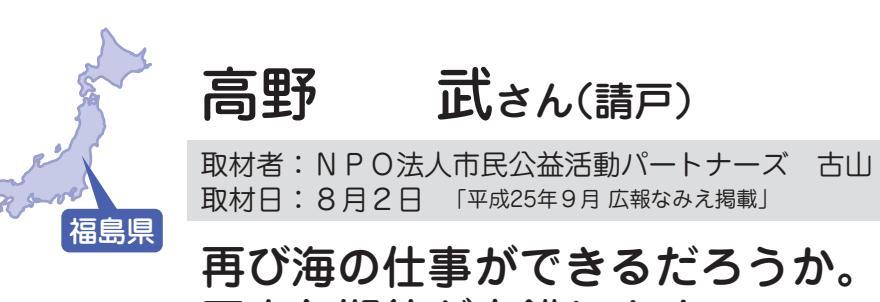 高野　武さん（請戸）
取材者：ＮＰＯ法人市民公益活動パートナーズ　古山
取材日：８月２日　「平成25年９月 広報なみえ掲載」
福島県
再び海の仕事ができるだろうか。